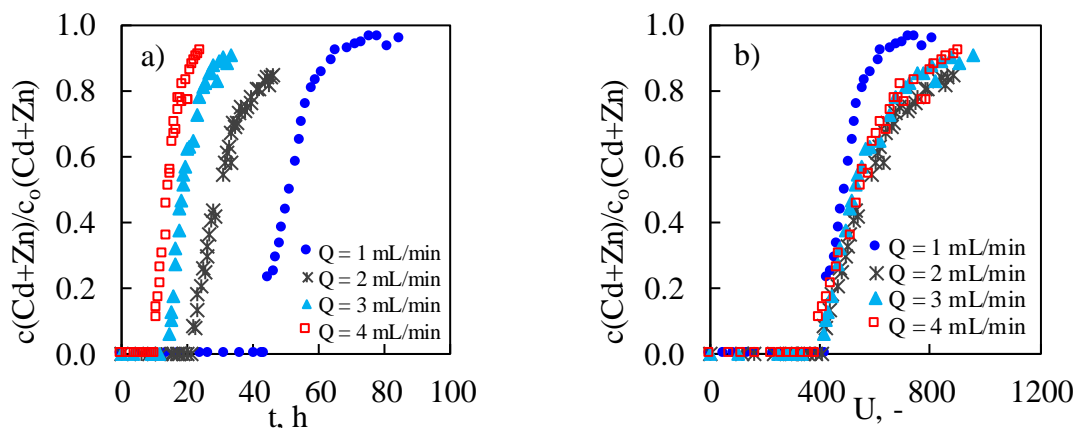 a)
c(Cd+Zn)/cₒ(Cd+Zn)
1.0
0.8
0.6
0.4
0.2
0.0
Q = 1 mL/min
Q = 2 mL/min
Q = 3 mL/min
Q = 4 mL/min
0 20 40 60 80 100
t, h
b)
c(Cd+Zn)/cₒ(Cd+Zn)
1.0
0.8
0.6
0.4
0.2
0.0
Q = 1 mL/min
Q = 2 mL/min
Q = 3 mL/min
Q = 4 mL/min
0 400 800 1200
U, -